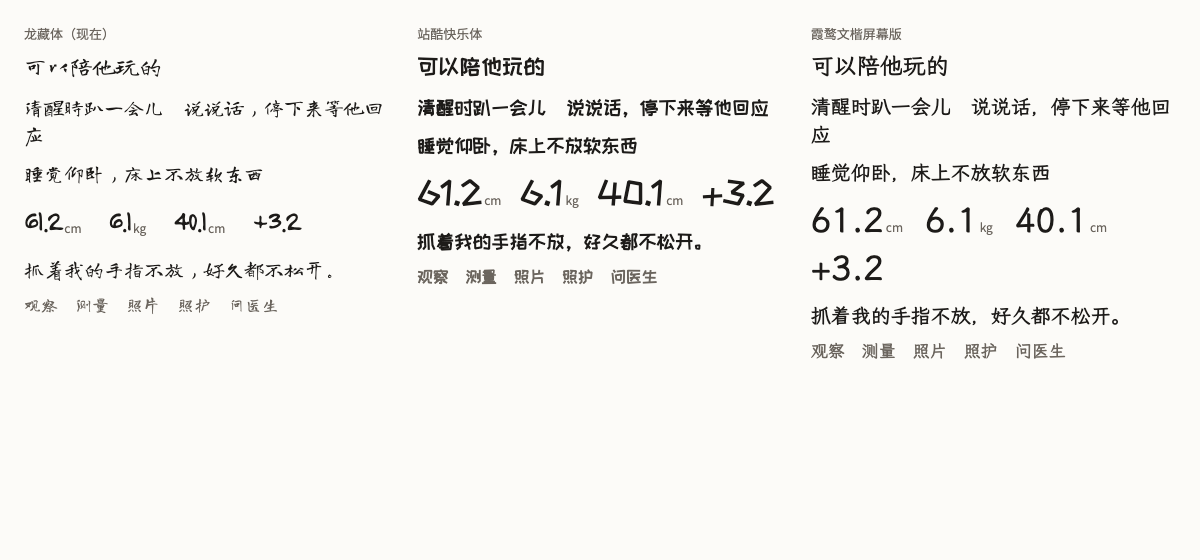 龙藏体（现在）
可以陪他玩的
清醒时趴一会儿　说说话，停下来等他回
应
睡觉仰卧，床上不放软东西
61.2cm　6.1kg　40.1cm　+3.2
抓着我的手指不放，好久都不松开。
观察　测量　照片　照护　问医生
站酷快乐体
可以陪他玩的
清醒时趴一会儿　说说话，停下来等他回应
睡觉仰卧，床上不放软东西
61.2cm　6.1kg　40.1cm　+3.2
抓着我的手指不放，好久都不松开。
观察　测量　照片　照护　问医生
霞鹜文楷屏幕版
可以陪他玩的
清醒时趴一会儿　说说话，停下来等他回
应
睡觉仰卧，床上不放软东西
61.2cm　6.1kg　40.1cm
+3.2
抓着我的手指不放，好久都不松开。
观察　测量　照片　照护　问医生